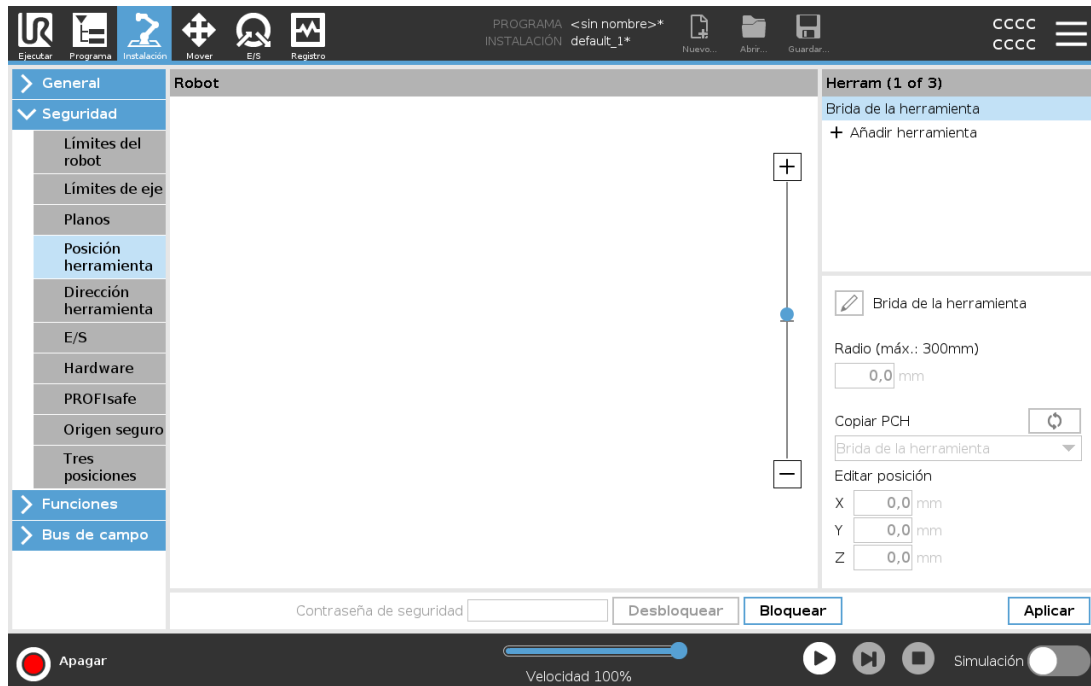 PROGRAMA <sin nombre>*
INSTALACIÓN default_1*
CCCC
CCCC
Ejecutar Programa Instalación Mover E/S Registro Nuevo... Abrir... Guardar...
General
Seguridad
Límites del
robot
Límites de eje
Planos
Posición
herramienta
Dirección
herramienta
E/S
Hardware
PROFIsafe
Origen seguro
Tres
posiciones
Funciones
Bus de campo
Robot
Herram (1 of 3)
Brida de la herramienta
+ Añadir herramienta
Brida de la herramienta
Radio (máx.: 300mm)
0,0 mm
Copiar PCH
Brida de la herramienta
Editar posición
X 0,0 mm
Y 0,0 mm
Z 0,0 mm
Contraseña de seguridad Desbloquear Bloquear Aplicar
Apagar
Velocidad 100%
Simulación